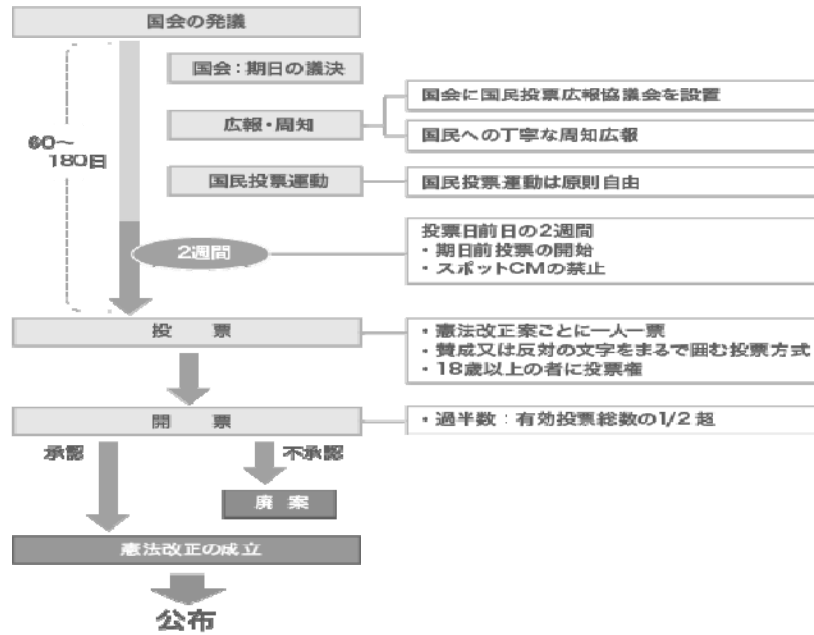 国会の発議
国会：期日の議決
広報・周知
国会に国民投票広報協議会を設置
国民への丁寧な周知広報
60〜
180日
国民投票運動
国民投票運動は原則自由
2週間
投票日前日の2週間
・期日前投票の開始
・スポットCMの禁止
投 票
・憲法改正案ごとに一人一票
・賛成又は反対の文字をまるで囲む投票方式
・18歳以上の者に投票権
開 票
・過半数：有効投票総数の1/2超
承認
不承認
廃案
憲法改正の成立
公布